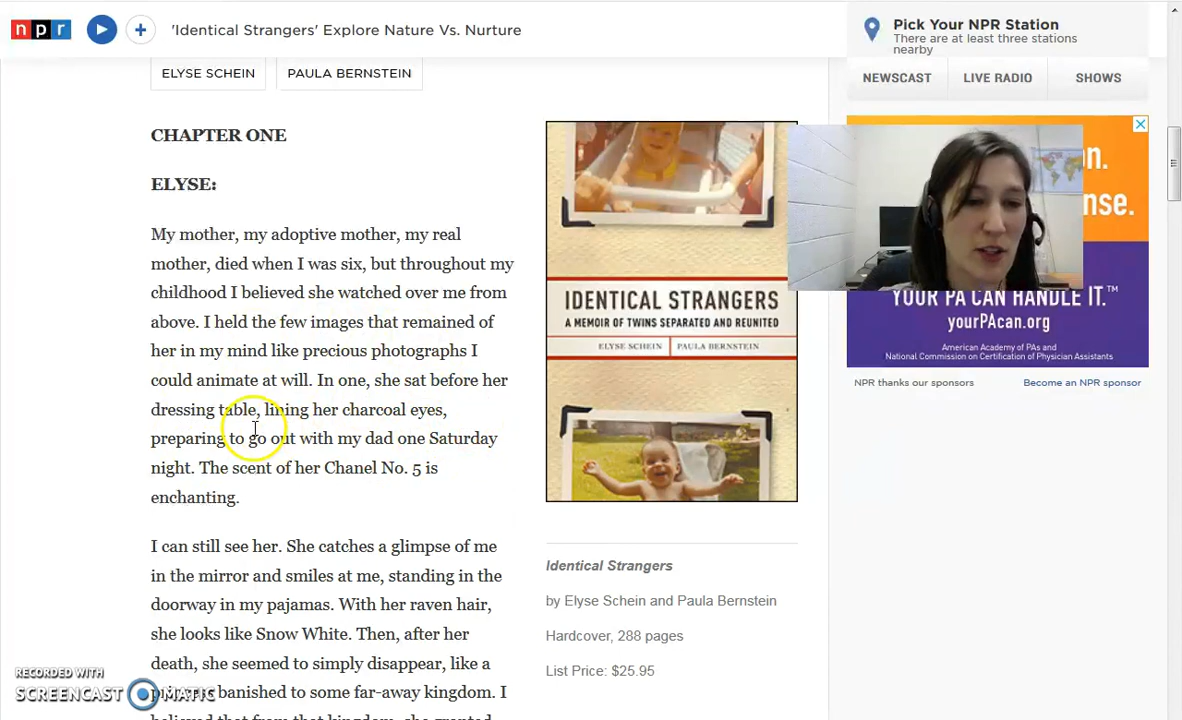 npr
'Identical Strangers' Explore Nature Vs. Nurture
Pick Your NPR Station
There are at least three stations
nearby
ELYSE SCHEIN
PAULA BERNSTEIN
NEWSCAST
LIVE RADIO
SHOWS
CHAPTER ONE
ELYSE:
My mother, my adoptive mother, my real
mother, died when I was six, but throughout my
childhood I believed she watched over me from
above. I held the few images that remained of
her in my mind like precious photographs I
could animate at will. In one, she sat before her
dressing table, lining her charcoal eyes,
preparing to go out with my dad one Saturday
night. The scent of her Chanel No. 5 is
enchanting.
I can still see her. She catches a glimpse of me
in the mirror and smiles at me, standing in the
doorway in my pajamas. With her raven hair,
she looks like Snow White. Then, after her
death, she seemed to simply disappear, like a
banished to some far-away kingdom. I
believed that from that kingdom, she granted
IDENTICAL STRANGERS
A MEMOIR OF TWINS SEPARATED AND REUNITED
ELYSE SCHEIN PAULA BERNSTEIN
Identical Strangers
by Elyse Schein and Paula Bernstein
Hardcover, 288 pages
List Price: $25.95
YOUR PA CAN HANDLE IT.™
yourPAcan.org
American Academy of PAs and
National Commission on Certification of Physician Assistants
NPR thanks our sponsors
Become an NPR sponsor
RECORDED WITH
SCREENCAST MATIC